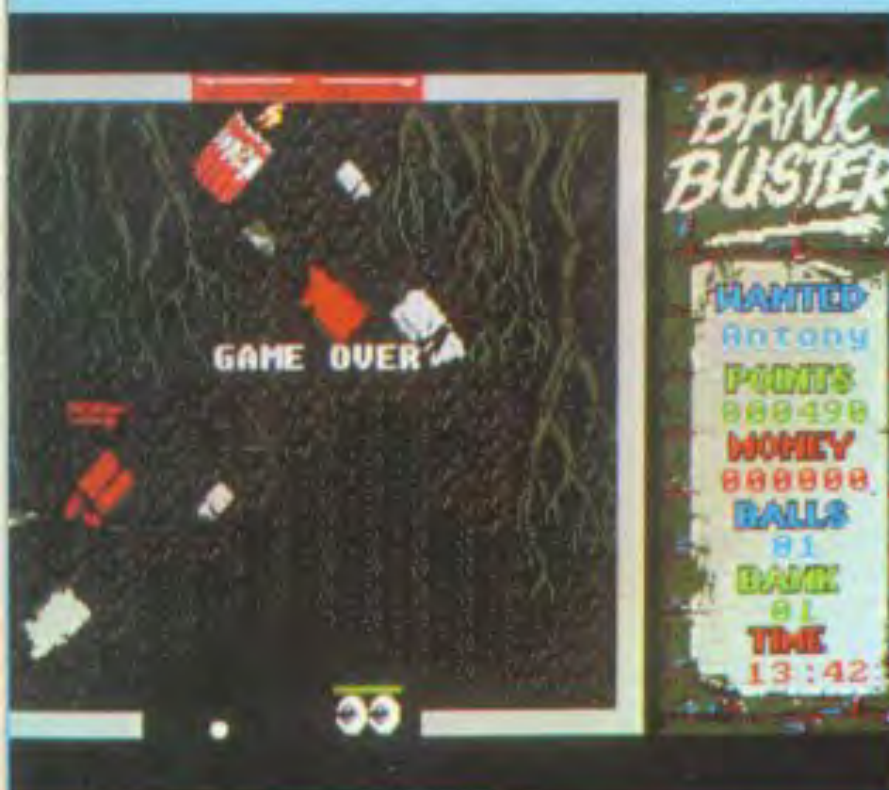 BANK
BUSTER
GAME OVER
WANTED
Antony
POINTS
000490
MONEY
000000
BALLS
01
BANK
01
TIME
13:42